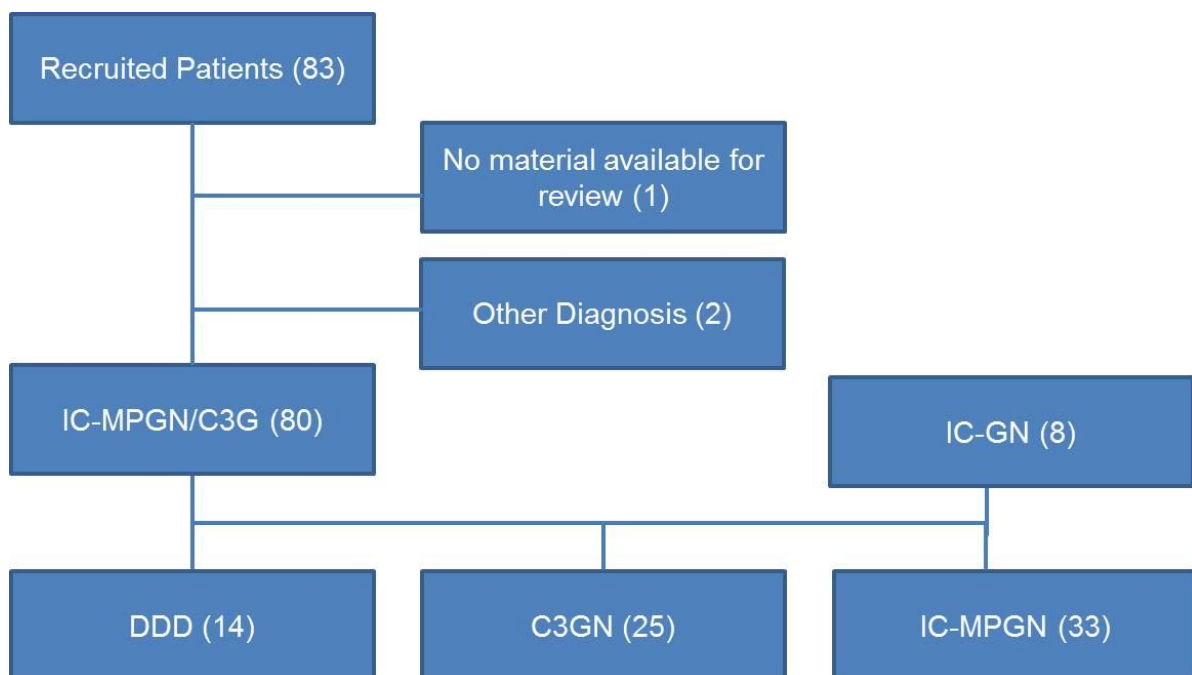 Recruited Patients (83)
No material available for
review (1)
Other Diagnosis (2)
IC-MPGN/C3G (80)
IC-GN (8)
DDD (14)
C3GN (25)
IC-MPGN (33)